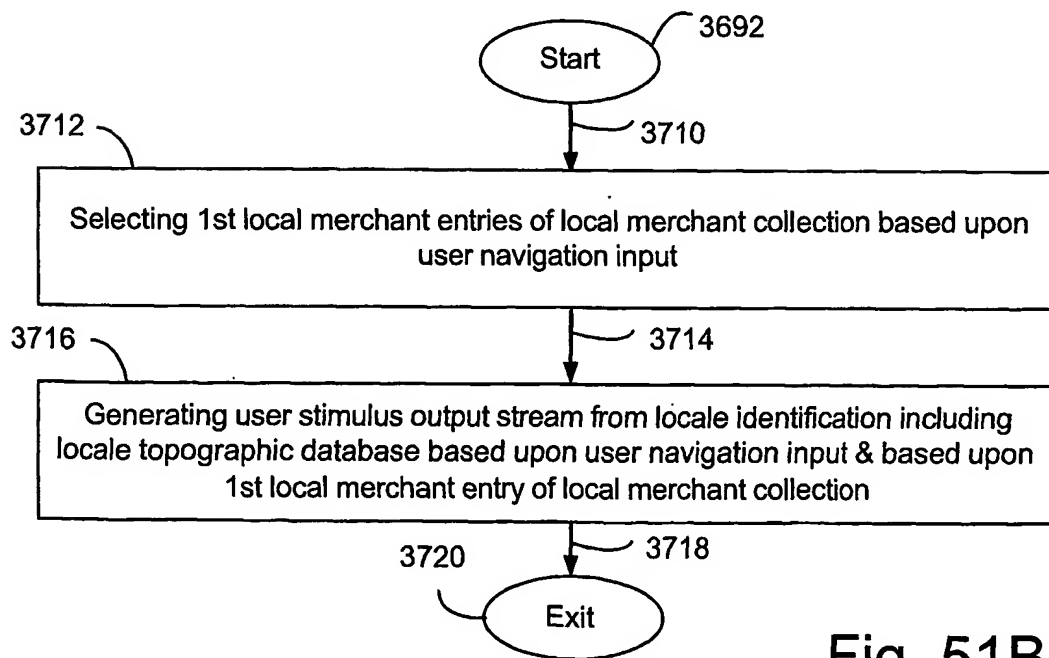 3692
Start
3710
3712
Selecting 1st local merchant entries of local merchant collection based upon
user navigation input
3714
3716
Generating user stimulus output stream from locale identification including
locale topographic database based upon user navigation input & based upon
1st local merchant entry of local merchant collection
3718
3720
Exit
Fig. 51B